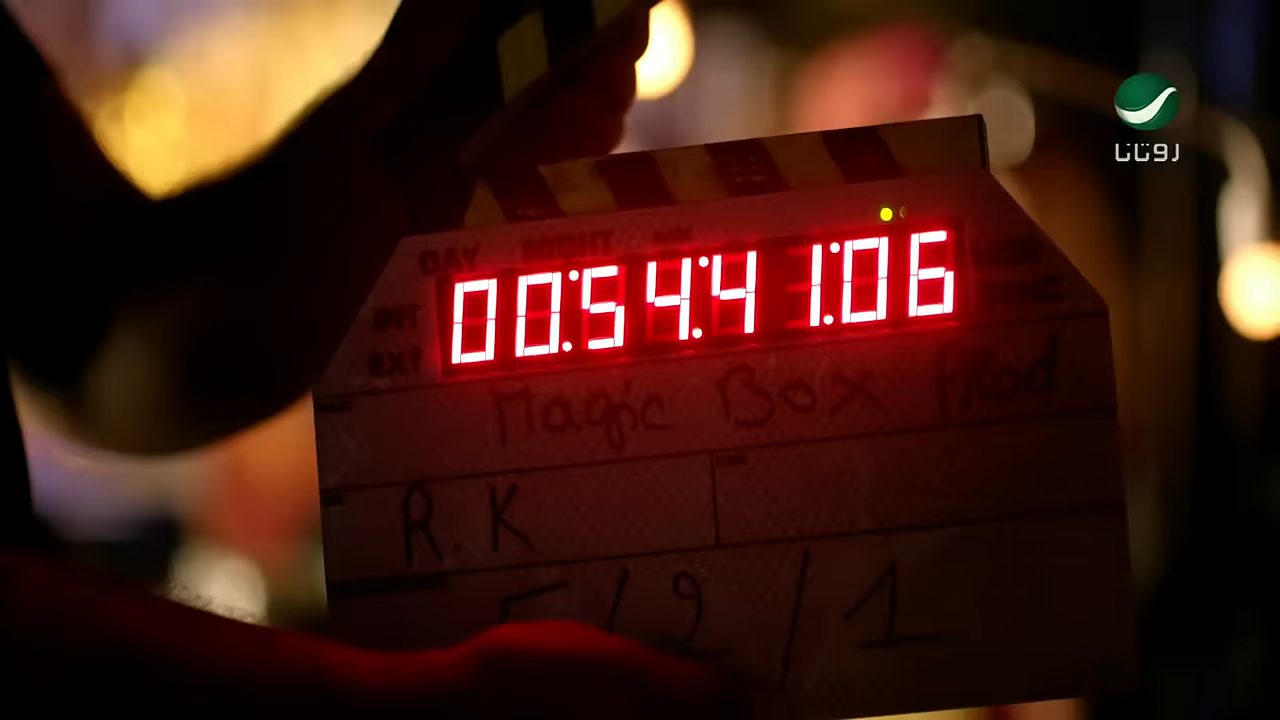 روتانا
DAY NIGHT
00:54:41:06
INT
EXT
Magic Box Prod
R.K
5/2/1